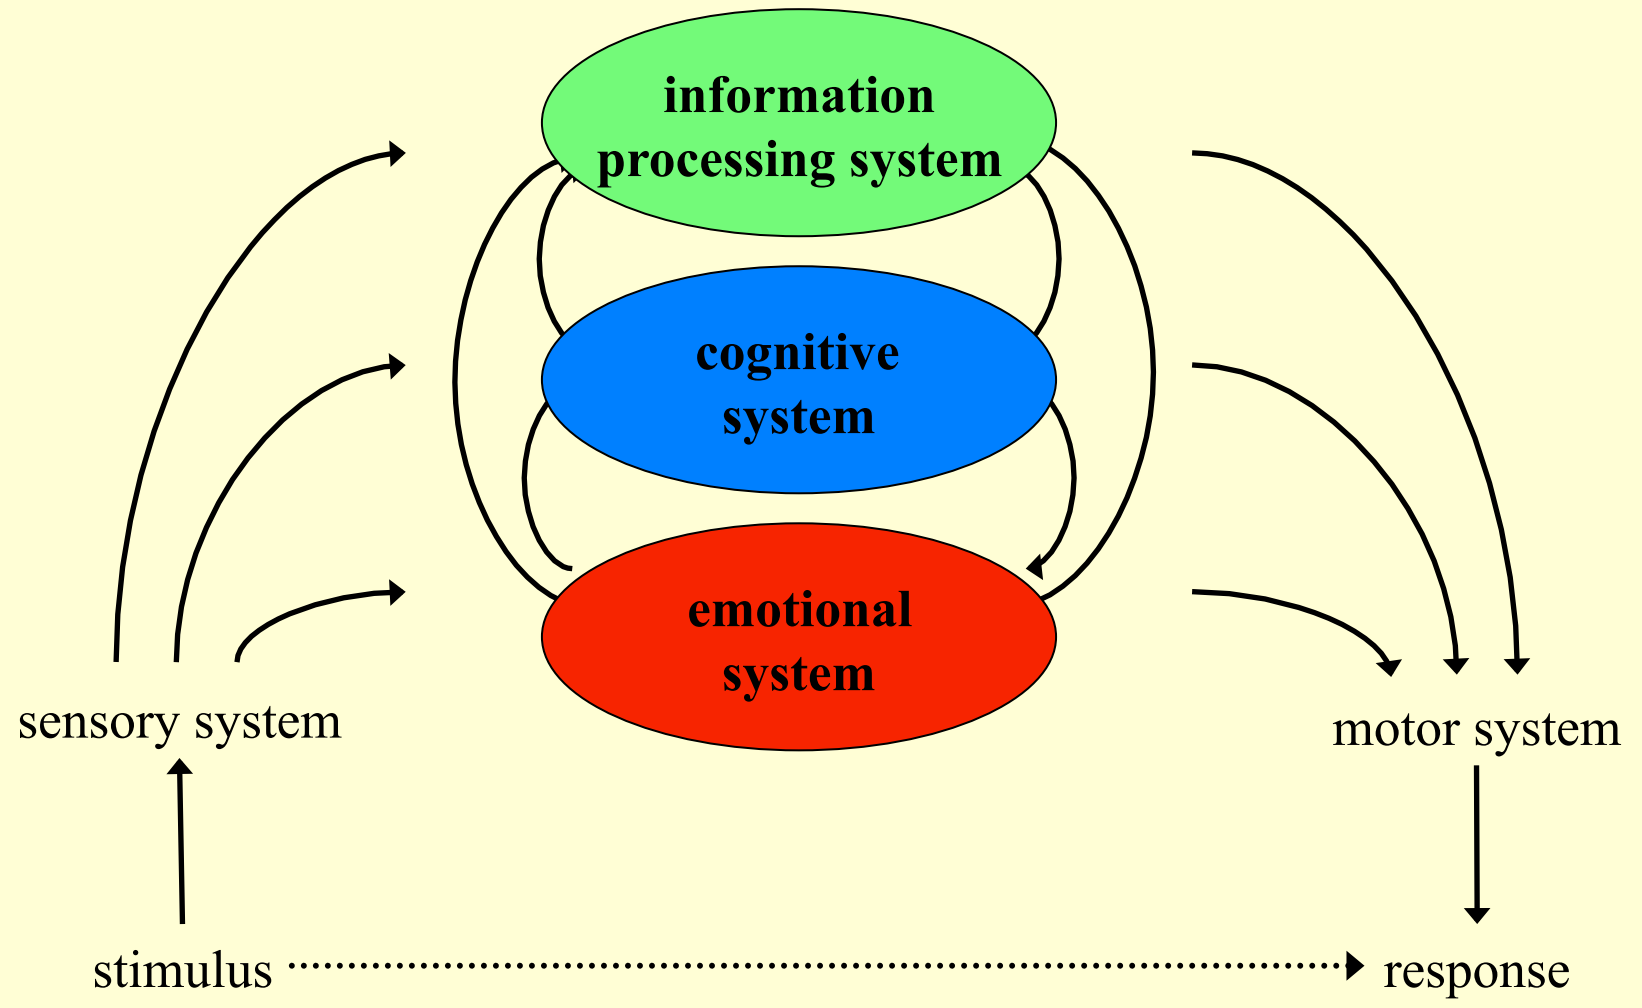 information
processing system
cognitive
system
emotional
system
sensory system
motor system
stimulus
response